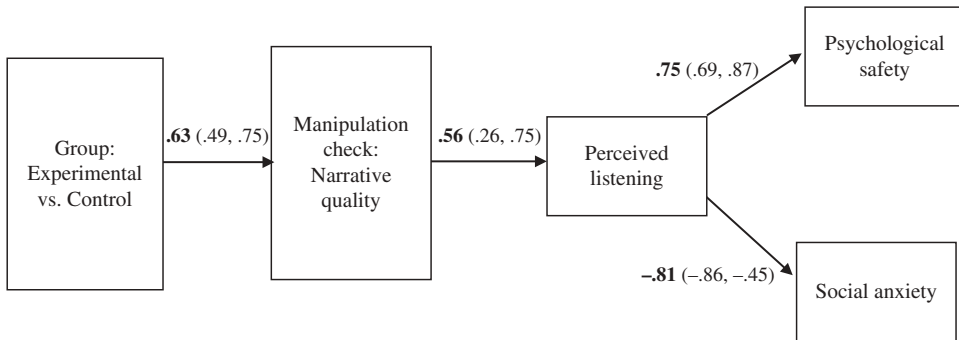 Group:
Experimental
vs. Control
.63 (.49, .75)
Manipulation
check:
Narrative
quality
.56 (.26, .75)
Perceived
listening
.75 (.69, .87)
Psychological
safety
–.81 (–.86, –.45)
Social anxiety